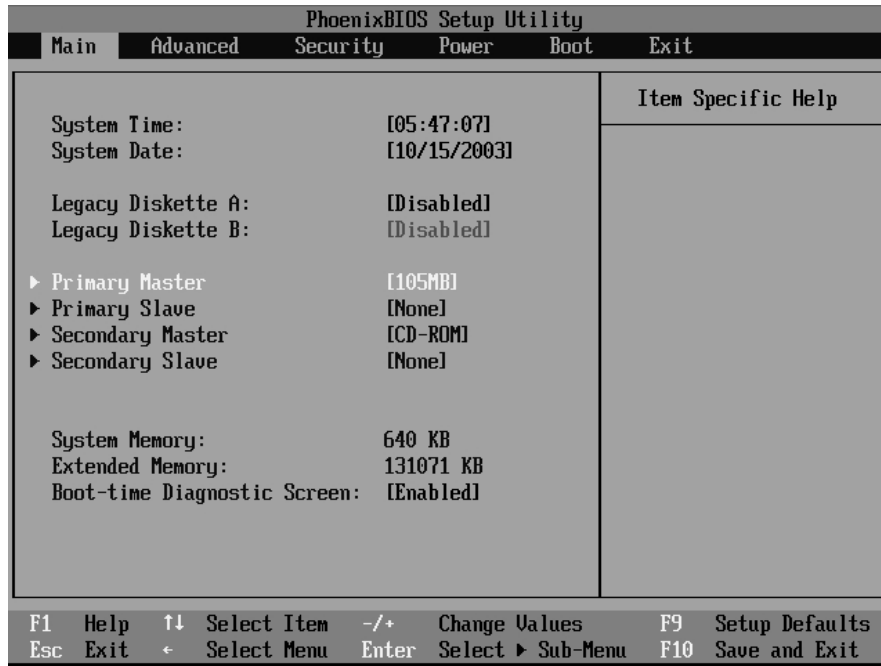 PhoenixBIOS Setup Utility
Main Advanced Security Power Boot Exit
Item Specific Help
System Time: [05:47:07]
System Date: [10/15/2003]
Legacy Diskette A: [Disabled]
Legacy Diskette B: [Disabled]
▶ Primary Master [105MB]
▶ Primary Slave [None]
▶ Secondary Master [CD-ROM]
▶ Secondary Slave [None]
System Memory: 640 KB
Extended Memory: 131071 KB
Boot-time Diagnostic Screen: [Enabled]
F1 Help ↑↓ Select Item -/+ Change Values F9 Setup Defaults
Esc Exit ← Select Menu Enter Select ▶ Sub-Menu F10 Save and Exit